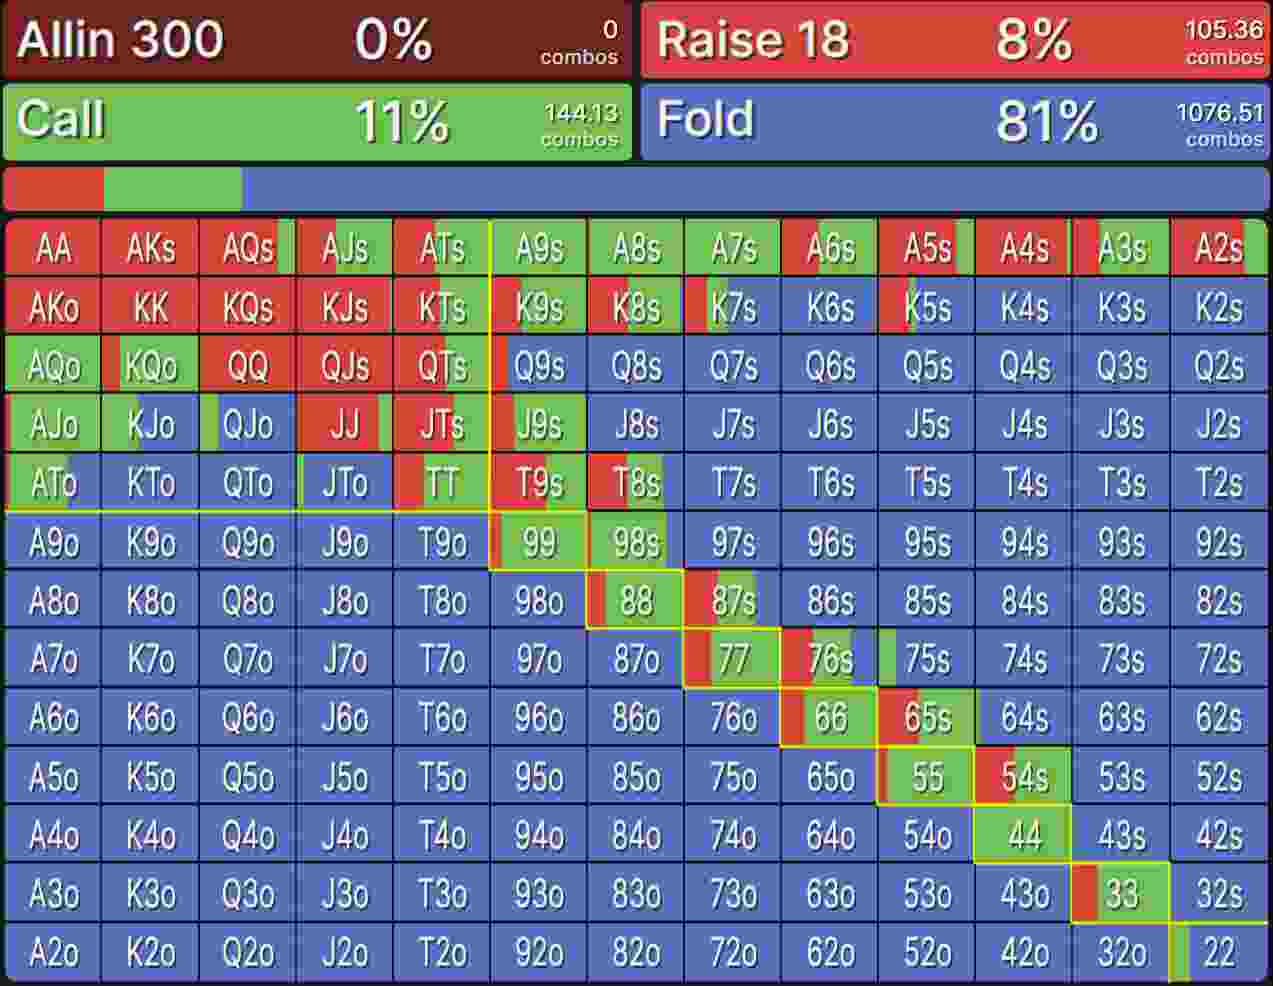 Allin 300 0% 0 combos Raise 18 8% 105.36 combos
Call 11% 144.13 combos Fold 81% 1076.51 combos
AA AKs AQs AJs ATs A9s A8s A7s A6s A5s A4s A3s A2s
AKo KK KQs KJs KTs K9s K8s K7s K6s K5s K4s K3s K2s
AQo KQo QQ QJs QTs Q9s Q8s Q7s Q6s Q5s Q4s Q3s Q2s
AJo KJo QJo JJ JTs J9s J8s J7s J6s J5s J4s J3s J2s
ATo KTo QTo JTo TT T9s T8s T7s T6s T5s T4s T3s T2s
A9o K9o Q9o J9o T9o 99 98s 97s 96s 95s 94s 93s 92s
A8o K8o Q8o J8o T8o 98o 88 87s 86s 85s 84s 83s 82s
A7o K7o Q7o J7o T7o 97o 87o 77 76s 75s 74s 73s 72s
A6o K6o Q6o J6o T6o 96o 86o 76o 66 65s 64s 63s 62s
A5o K5o Q5o J5o T5o 95o 85o 75o 65o 55 54s 53s 52s
A4o K4o Q4o J4o T4o 94o 84o 74o 64o 54o 44 43s 42s
A3o K3o Q3o J3o T3o 93o 83o 73o 63o 53o 43o 33 32s
A2o K2o Q2o J2o T2o 92o 82o 72o 62o 52o 42o 32o 22